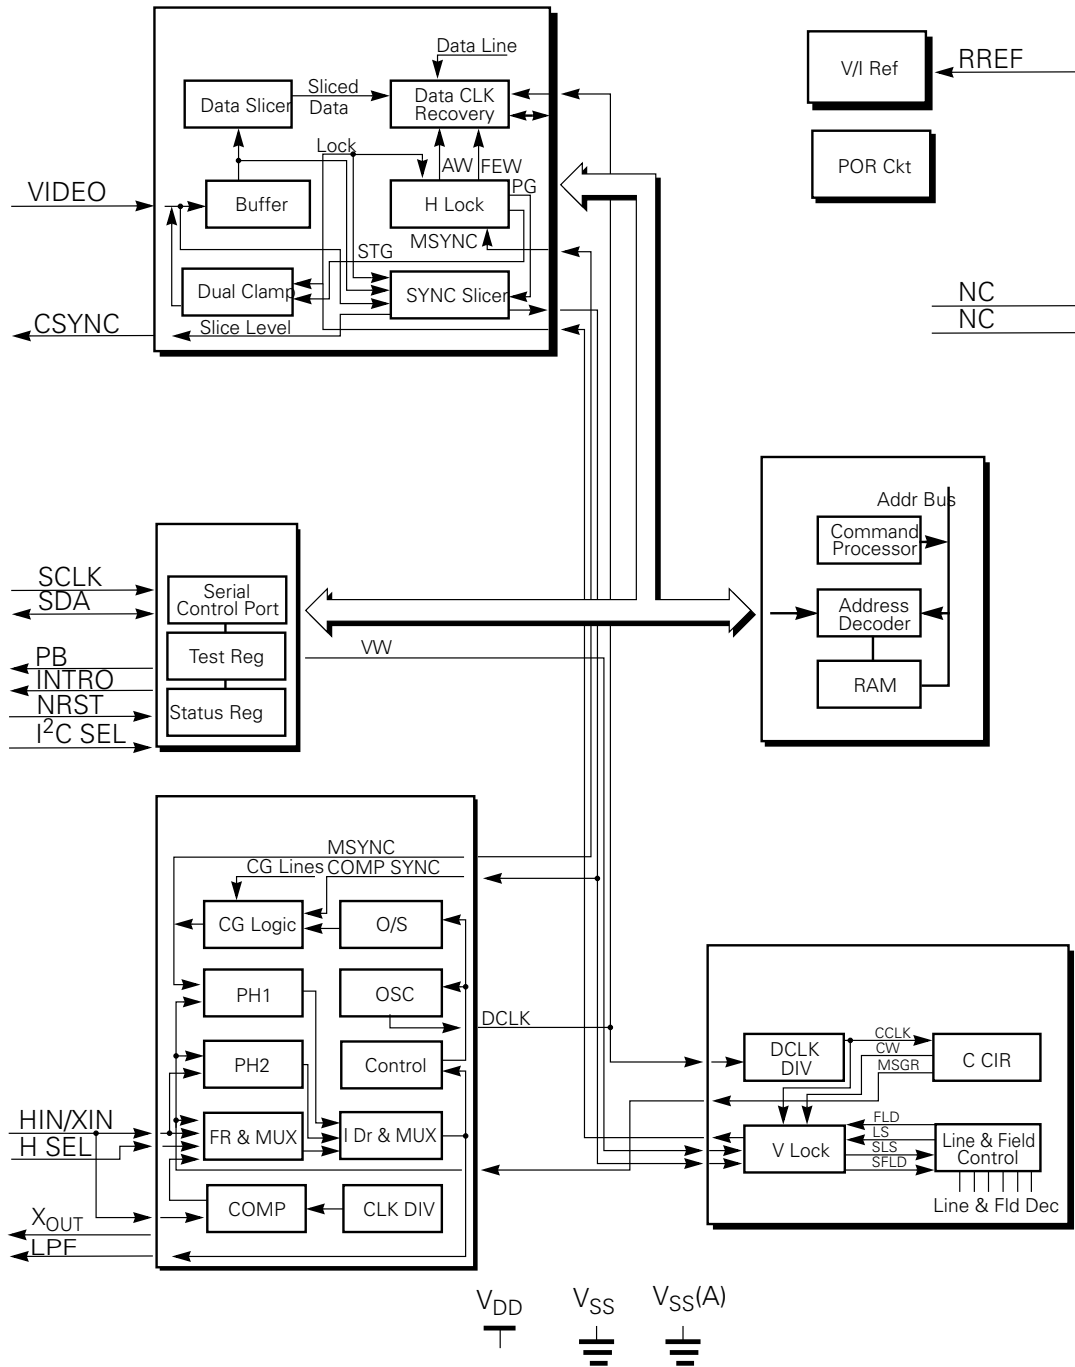 Data Line
V/I Ref
RREF
Data Slicer
Sliced
Data
Data CLK
Recovery
POR Ckt
Lock
AW
FEW
PG
VIDEO
Buffer
H Lock
MSYNC
STG
Dual Clamp
SYNC Slicer
NC
NC
CSYNC
Slice Level
Addr Bus
Command
Processor
SCLK
SDA
Serial
Control Port
Address
Decoder
VW
PB
INTRO
NRST
I2C SEL
Test Reg
Status Reg
RAM
MSYNC
CG Lines
COMP SYNC
CG Logic
O/S
PH1
OSC
DCLK
PH2
Control
DCLK
DIV
CCLK
CW
MSGR
C CIR
HIN/XIN
H SEL
FR & MUX
I Dr & MUX
V Lock
FLD
LS
SLS
SFLD
Line & Field
Control
COMP
CLK DIV
Line & Fld Dec
XOUT
LPF
VDD
VSS
VSS(A)